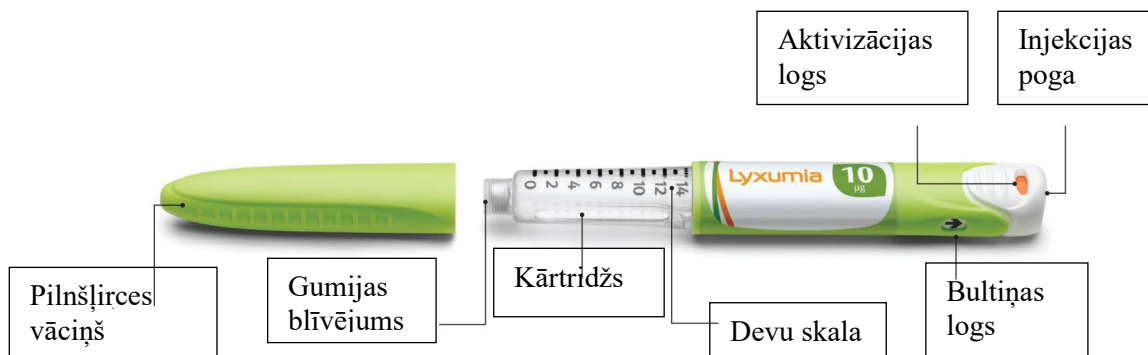 Aktivizācijas
logs
Injekcijas
poga
0 2 4 6 8 10 12 14
Lyxumia
10
µg
Pilnšļirces
vāciņš
Gumijas
blīvējums
Kārtridžs
Devu skala
Bultiņas
logs